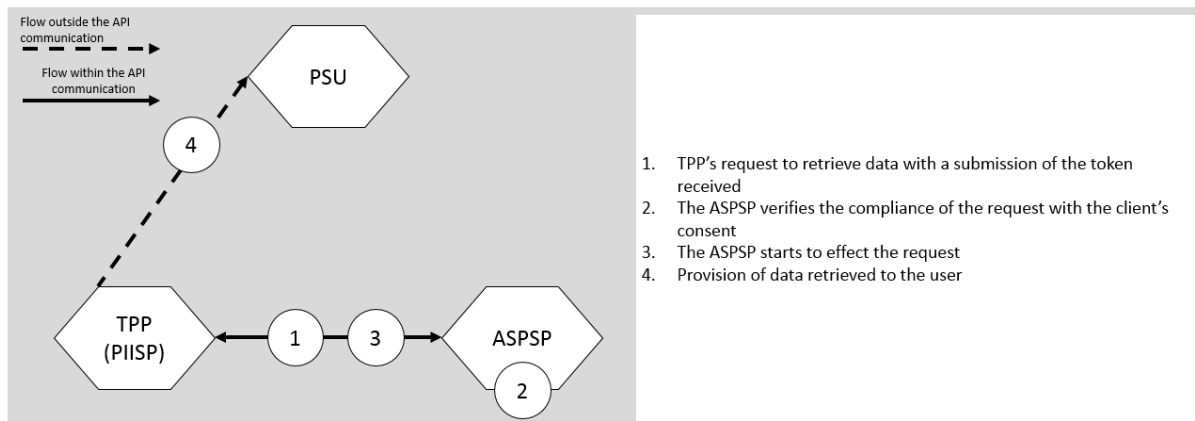 Flow outside the API
communication
Flow within the API
communication
PSU
4
TPP
(PIISP)
1
3
ASPSP
2
1. TPP's request to retrieve data with a submission of the token
received
2. The ASPSP verifies the compliance of the request with the client's
consent
3. The ASPSP starts to effect the request
4. Provision of data retrieved to the user